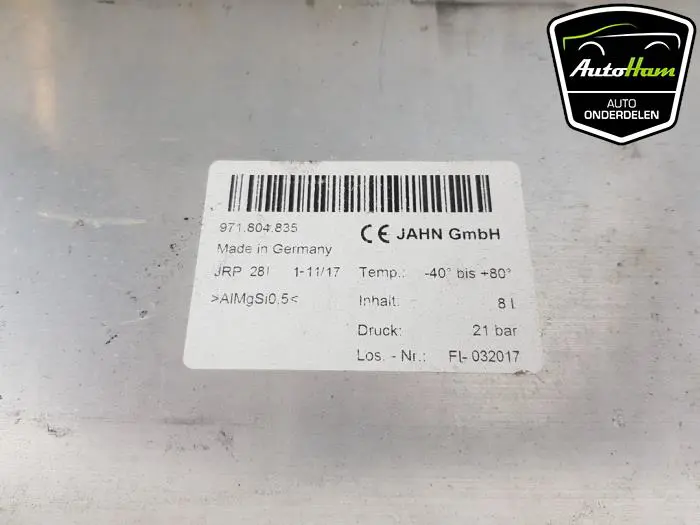 AutoHam
AUTO
ONDERDELEN
971.804.835
CE JAHN GmbH
Made in Germany
JRP 28I 1-11/17 Temp.: -40° bis +80°
>AlMgSi0,5< Inhalt: 8 l
Druck: 21 bar
Los. - Nr.: FI- 032017